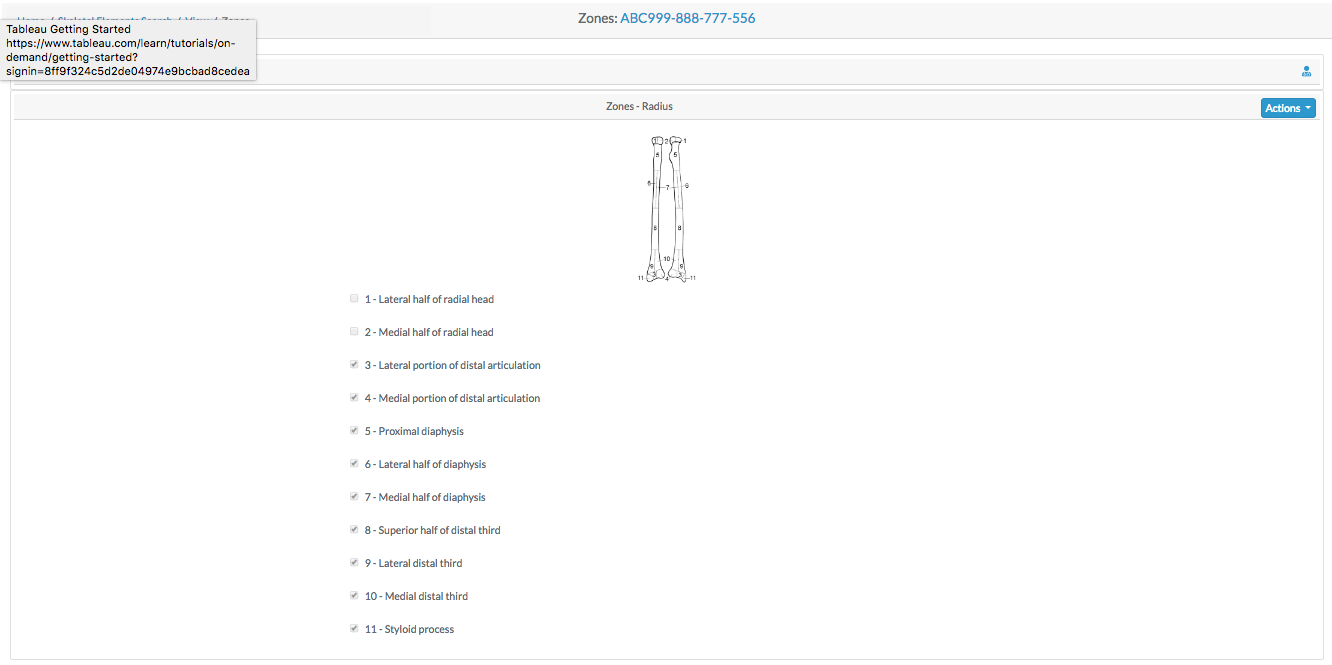 Zones: ABC999-888-777-556
Tableau Getting Started
https://www.tableau.com/learn/tutorials/on-
demand/getting-started?
signin=8ff9f324c5d2de04974e9bcbad8cedea
Zones - Radius
Actions
1 2 1
5 5
6 7 6
8 8
10
9 9
3 3
11 4 11
1 - Lateral half of radial head
2 - Medial half of radial head
3 - Lateral portion of distal articulation
4 - Medial portion of distal articulation
5 - Proximal diaphysis
6 - Lateral half of diaphysis
7 - Medial half of diaphysis
8 - Superior half of distal third
9 - Lateral distal third
10 - Medial distal third
11 - Styloid process